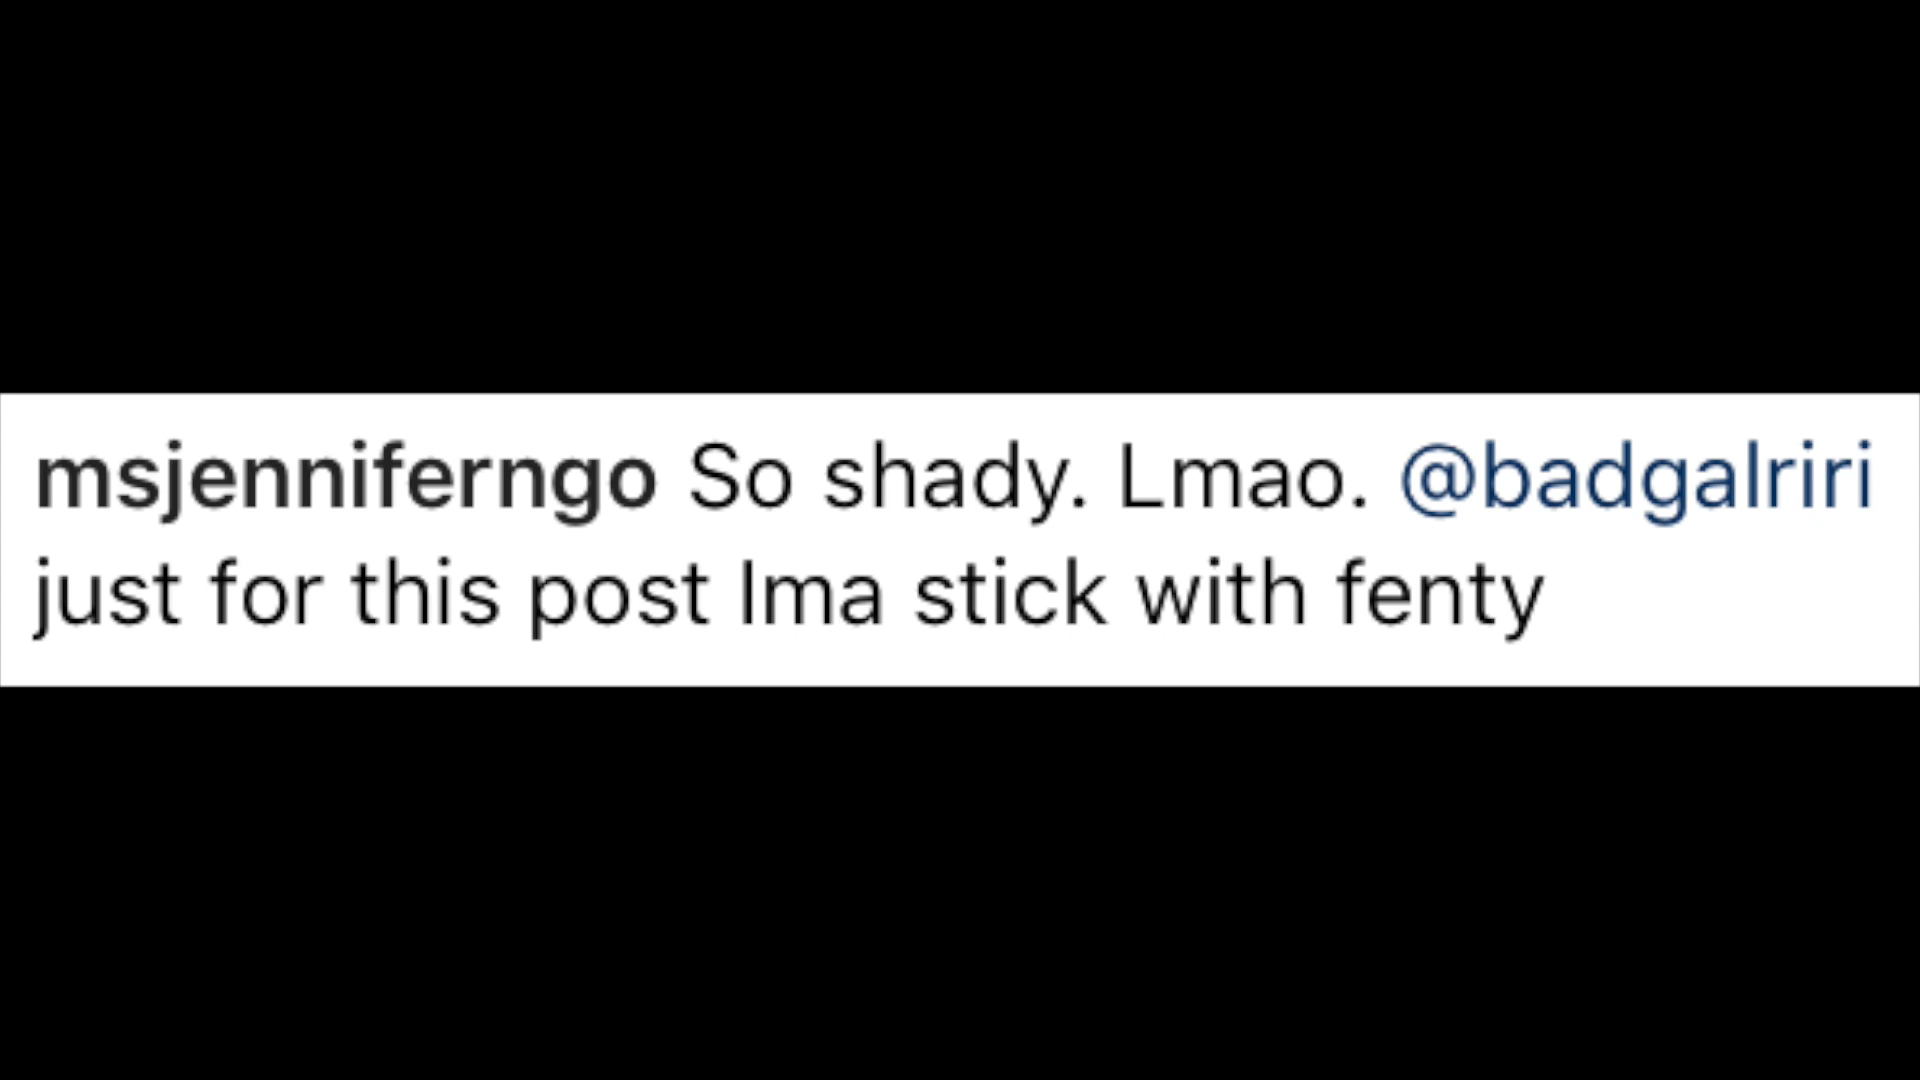 msjenniferngo So shady. Lmao. @badgalriri
just for this post Ima stick with fenty